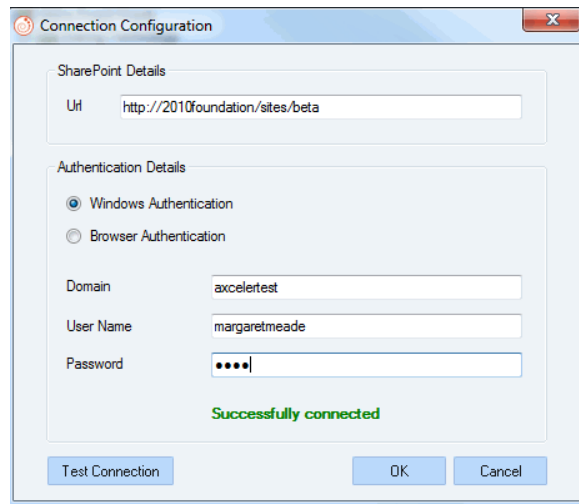 Connection Configuration
SharePoint Details
Url http://2010foundation/sites/beta
Authentication Details
Windows Authentication
Browser Authentication
Domain axcelertest
User Name margaretmeade
Password ●●●●
Successfully connected
Test Connection OK Cancel